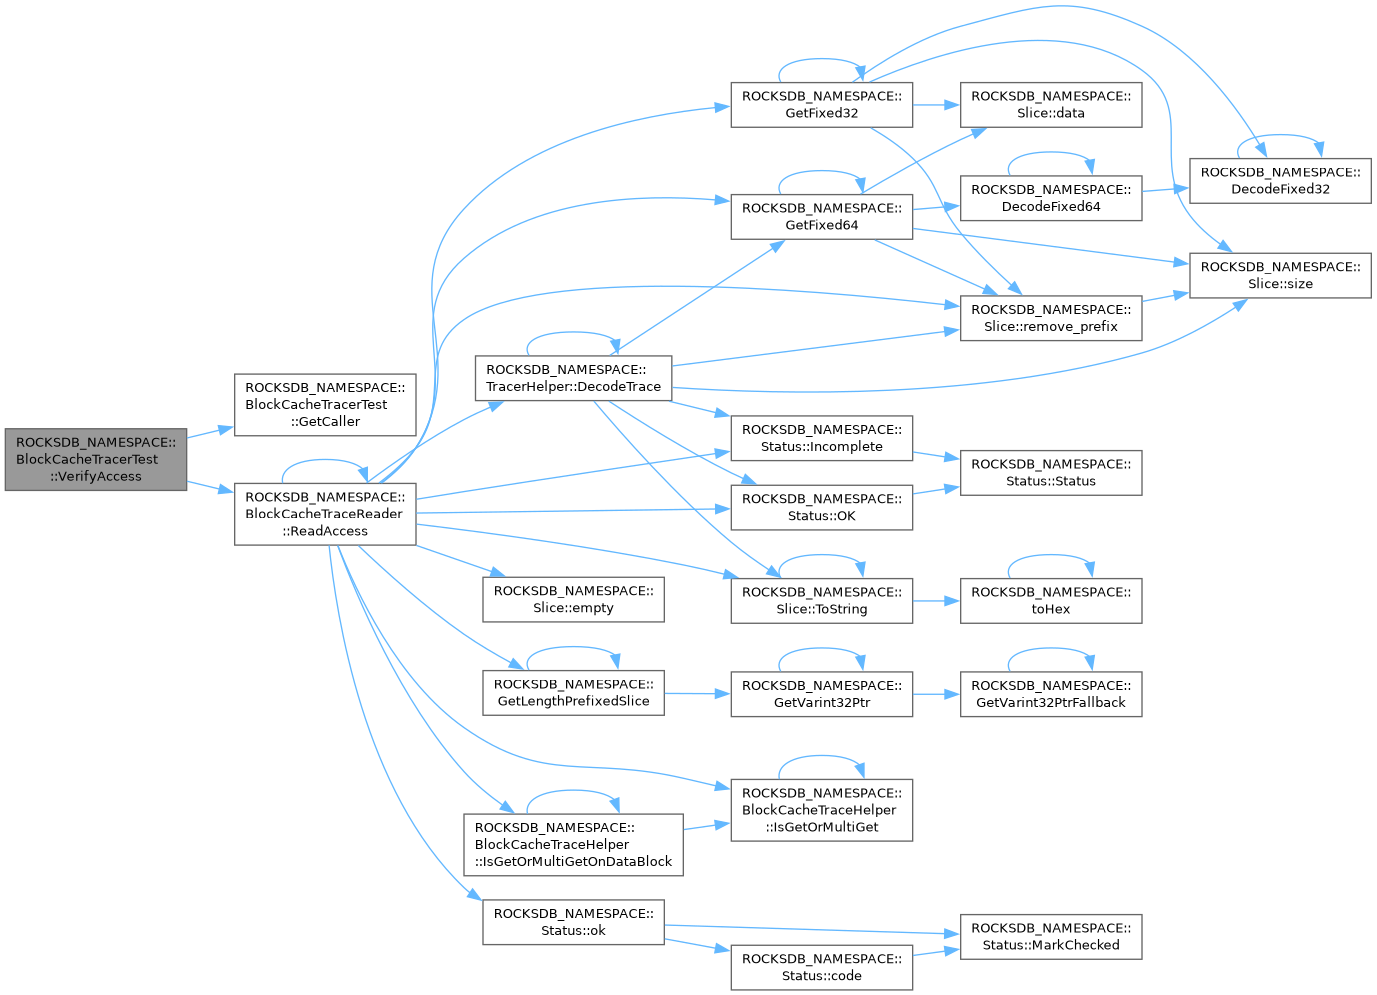 ROCKSDB_NAMESPACE::
BlockCacheTracerTest
::VerifyAccess
ROCKSDB_NAMESPACE::
BlockCacheTracerTest
::GetCaller
ROCKSDB_NAMESPACE::
BlockCacheTraceReader
::ReadAccess
ROCKSDB_NAMESPACE::
TracerHelper::DecodeTrace
ROCKSDB_NAMESPACE::
Slice::empty
ROCKSDB_NAMESPACE::
GetLengthPrefixedSlice
ROCKSDB_NAMESPACE::
BlockCacheTraceHelper
::IsGetOrMultiGetOnDataBlock
ROCKSDB_NAMESPACE::
Status::ok
ROCKSDB_NAMESPACE::
GetFixed32
ROCKSDB_NAMESPACE::
GetFixed64
ROCKSDB_NAMESPACE::
Status::Incomplete
ROCKSDB_NAMESPACE::
Status::OK
ROCKSDB_NAMESPACE::
Slice::ToString
ROCKSDB_NAMESPACE::
GetVarint32Ptr
ROCKSDB_NAMESPACE::
BlockCacheTraceHelper
::IsGetOrMultiGet
ROCKSDB_NAMESPACE::
Status::code
ROCKSDB_NAMESPACE::
Slice::data
ROCKSDB_NAMESPACE::
DecodeFixed64
ROCKSDB_NAMESPACE::
Slice::remove_prefix
ROCKSDB_NAMESPACE::
Status::Status
ROCKSDB_NAMESPACE::
toHex
ROCKSDB_NAMESPACE::
GetVarint32PtrFallback
ROCKSDB_NAMESPACE::
Status::MarkChecked
ROCKSDB_NAMESPACE::
DecodeFixed32
ROCKSDB_NAMESPACE::
Slice::size